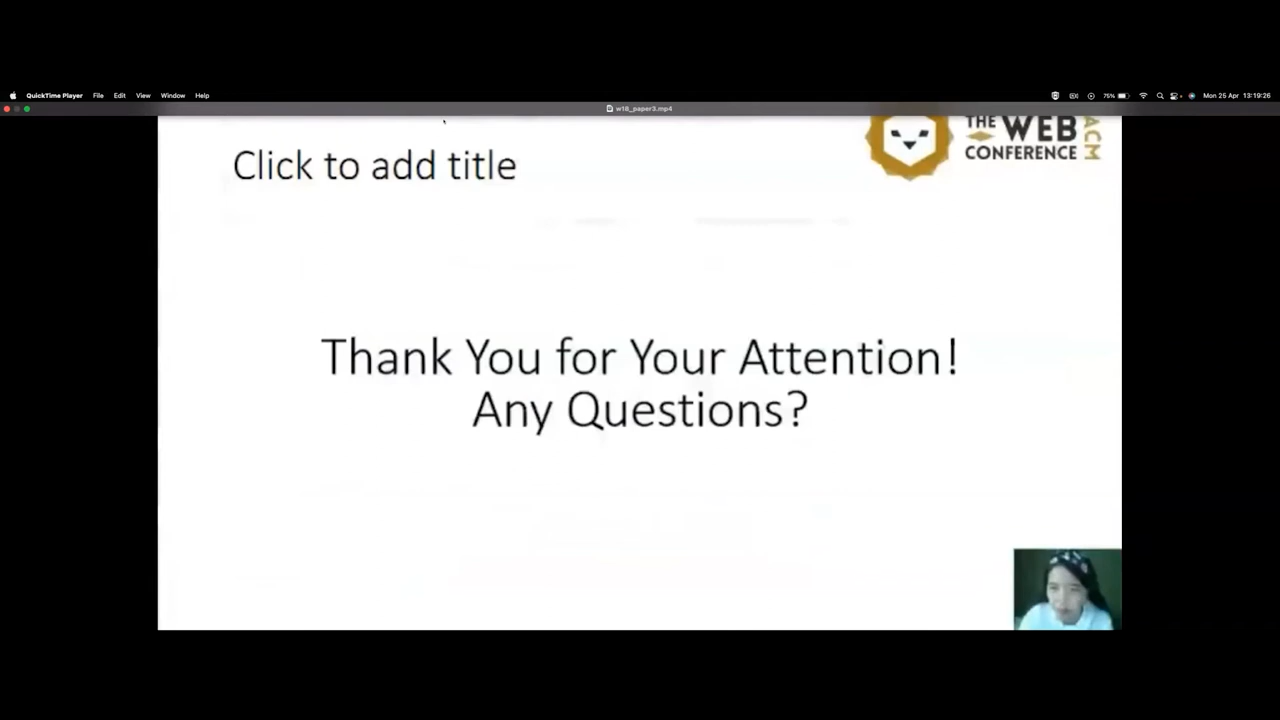 QuickTime Player File Edit View Window Help 75% Mon 25 Apr 13:19:26
w18_paper3.mp4
THE WEB
CONFERENCE
ACM
Click to add title
Thank You for Your Attention!
Any Questions?